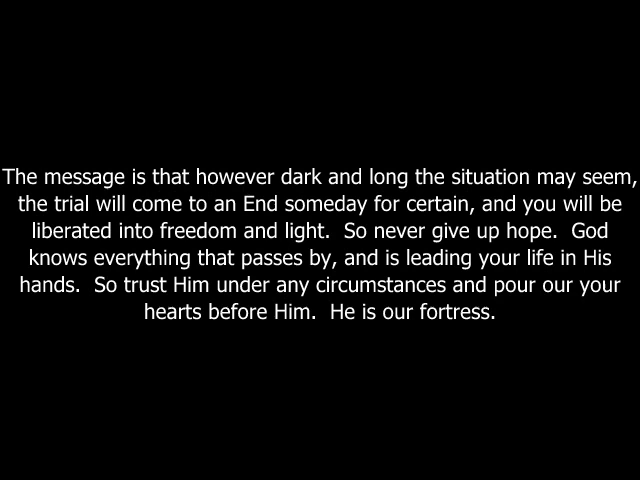 The message is that however dark and long the situation may seem,
the trial will come to an End someday for certain, and you will be
liberated into freedom and light.  So never give up hope.  God
knows everything that passes by, and is leading your life in His
hands.  So trust Him under any circumstances and pour our your
hearts before Him.  He is our fortress.